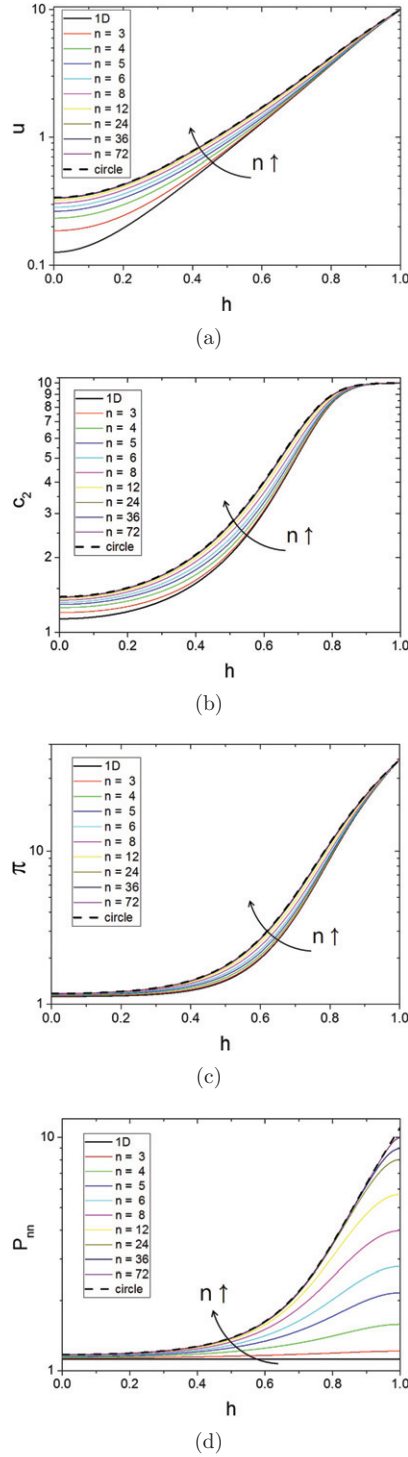 10
1
0.1
u
1D
n = 3
n = 4
n = 5
n = 6
n = 8
n = 12
n = 24
n = 36
n = 72
circle
n ↑
0.0 0.2 0.4 0.6 0.8 1.0
h
(a)
10
9
8
7
6
5
4
3
2
1
c₂
1D
n = 3
n = 4
n = 5
n = 6
n = 8
n = 12
n = 24
n = 36
n = 72
circle
n ↑
0.0 0.2 0.4 0.6 0.8 1.0
h
(b)
10
1
π
1D
n = 3
n = 4
n = 5
n = 6
n = 8
n = 12
n = 24
n = 36
n = 72
circle
n ↑
0.0 0.2 0.4 0.6 0.8 1.0
h
(c)
10
1
Pₙₙ
1D
n = 3
n = 4
n = 5
n = 6
n = 8
n = 12
n = 24
n = 36
n = 72
circle
n ↑
0.0 0.2 0.4 0.6 0.8 1.0
h
(d)